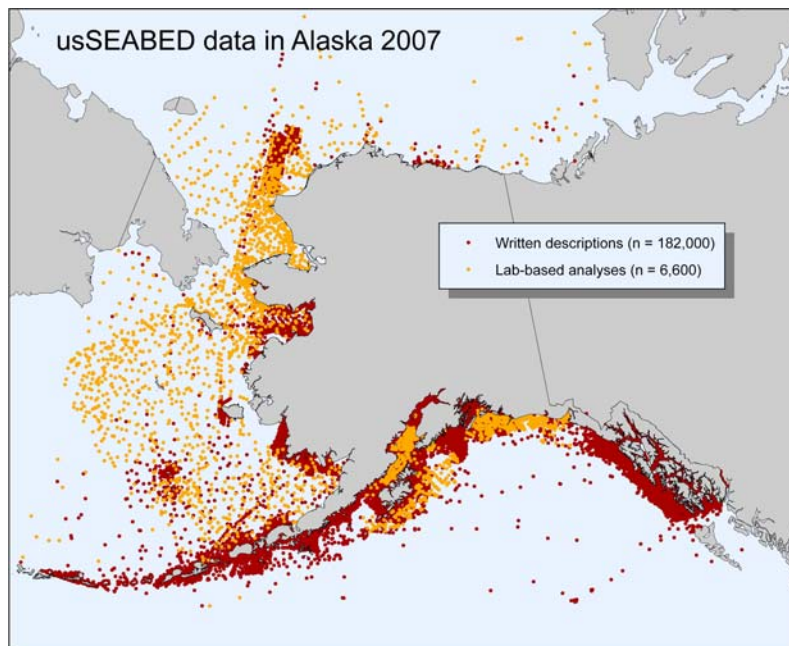 usSEABED data in Alaska 2007
Written descriptions (n = 182,000)
Lab-based analyses (n = 6,600)